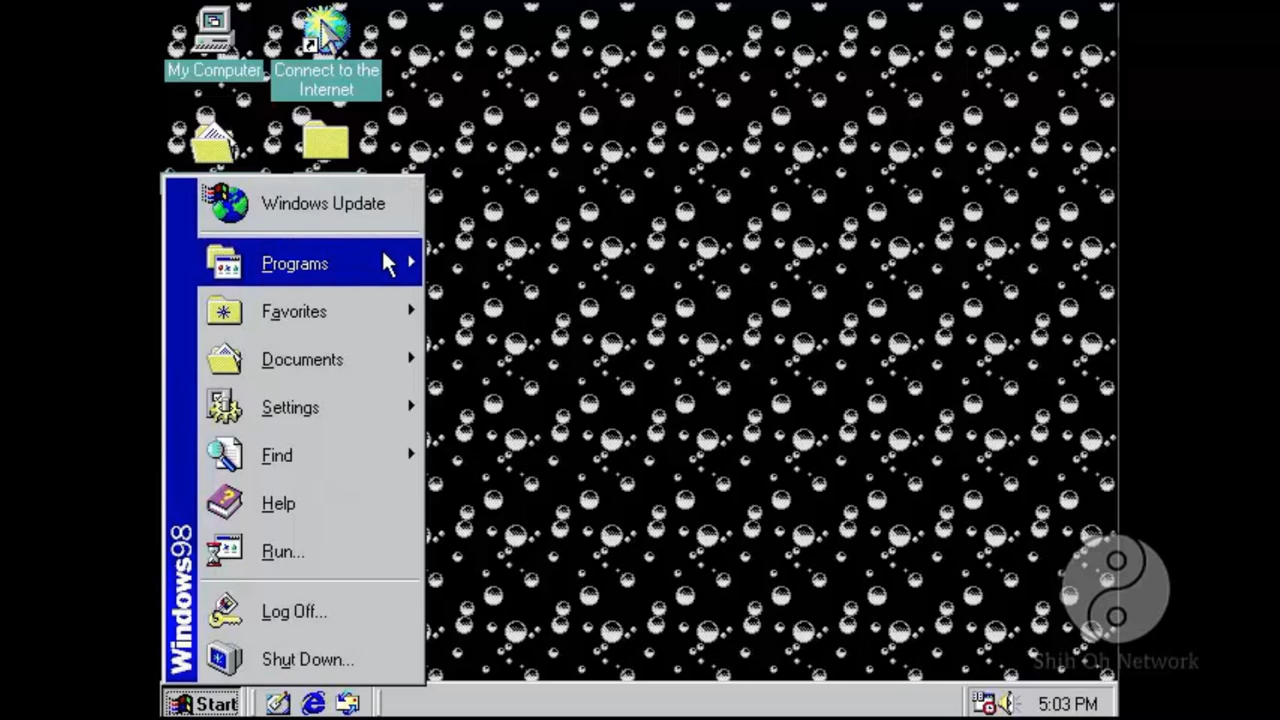 My Computer
Connect to the
Internet
Windows Update
Programs
Favorites
Documents
Settings
Find
Help
Run...
Log Off...
Shut Down...
Windows98
Start
5:03 PM
Shih Oh Network